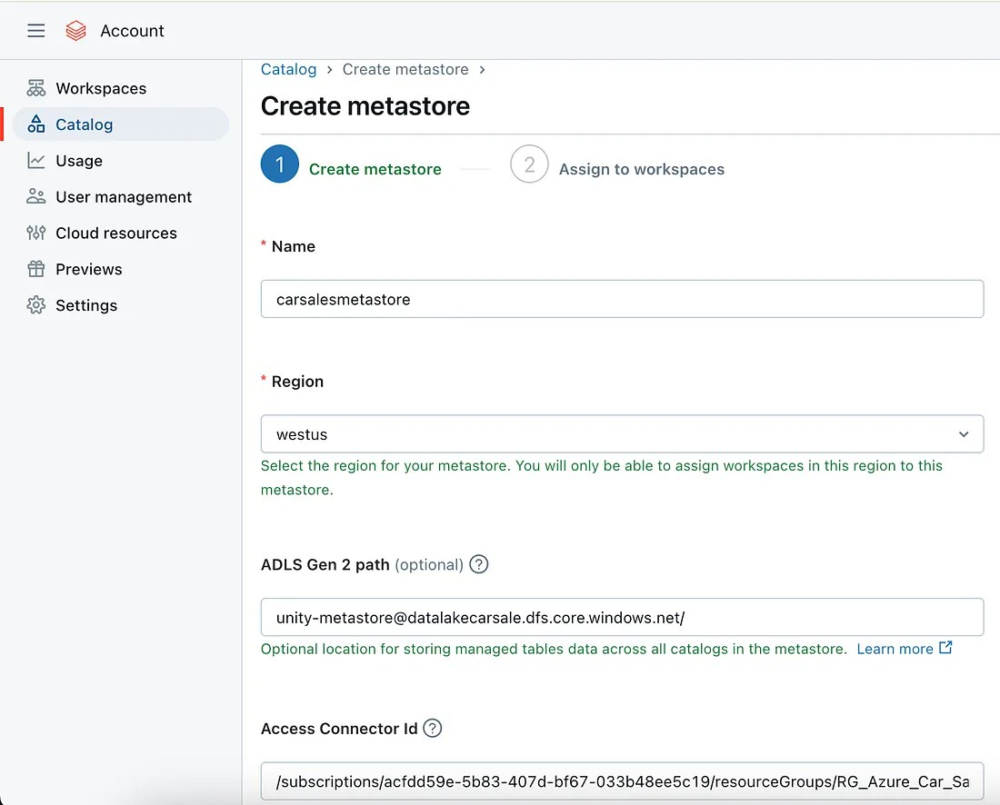 Account
Workspaces
Catalog
Usage
User management
Cloud resources
Previews
Settings
Catalog > Create metastore >
Create metastore
1 Create metastore 2 Assign to workspaces
* Name
carsalesmetastore
* Region
westus
Select the region for your metastore. You will only be able to assign workspaces in this region to this
metastore.
ADLS Gen 2 path (optional) ?
unity-metastore@datalakecarsale.dfs.core.windows.net/
Optional location for storing managed tables data across all catalogs in the metastore. Learn more
Access Connector Id ?
/subscriptions/acfdd59e-5b83-407d-bf67-033b48ee5c19/resourceGroups/RG_Azure_Car_Sa